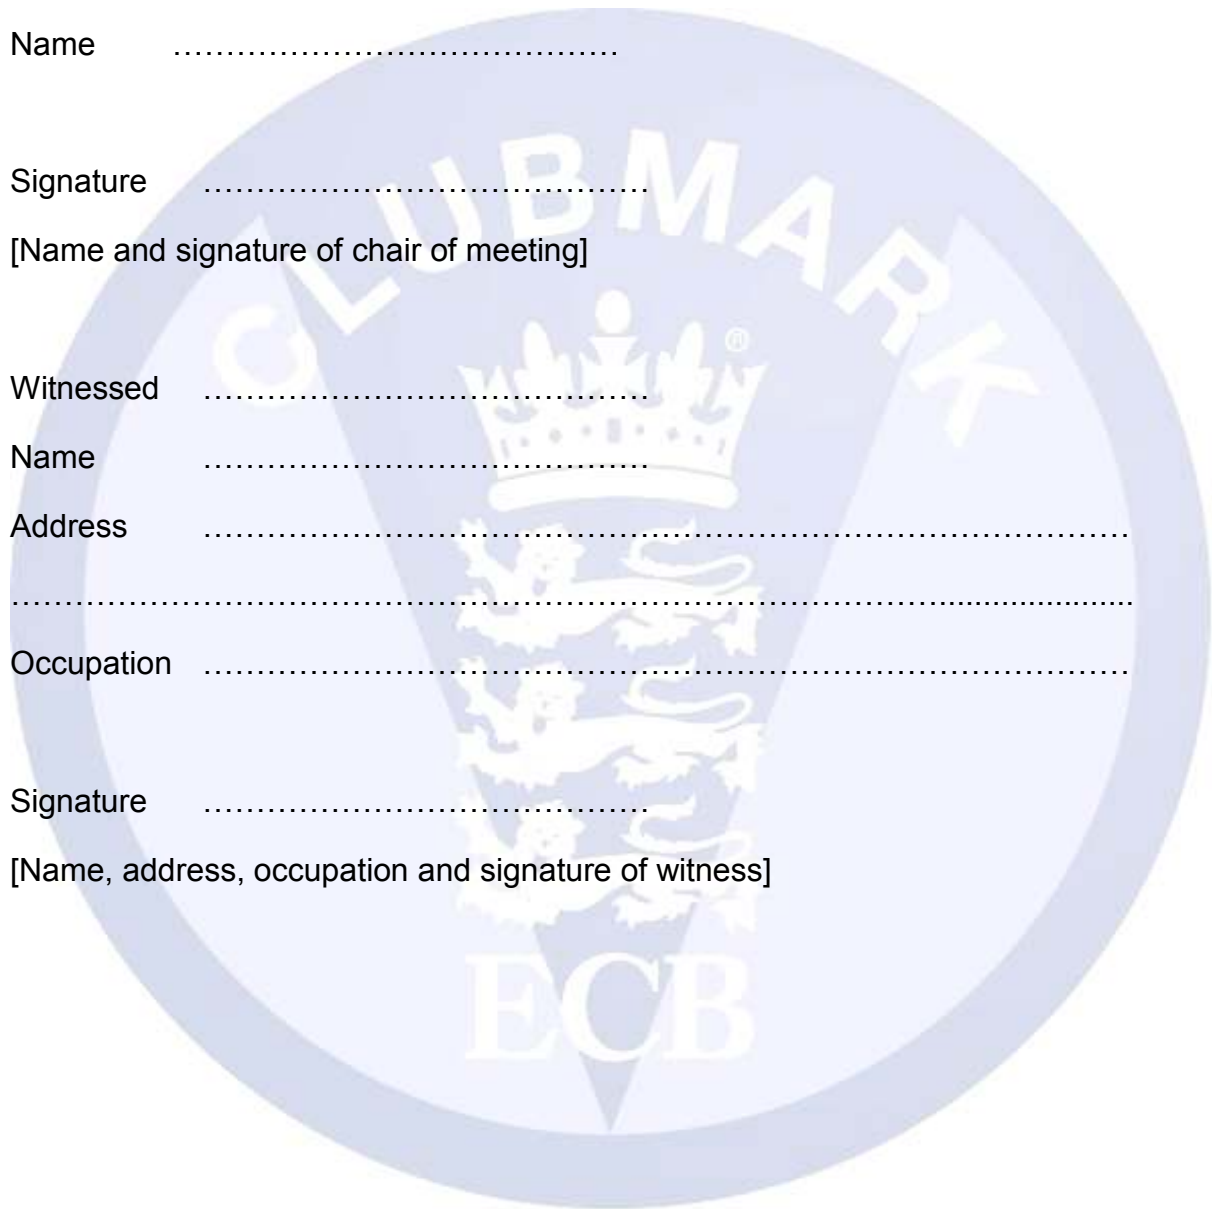 Name ……………………………………
Signature ……………………………………
[Name and signature of chair of meeting]
CLUBMARK
®
Witnessed ……………………………………
Name ……………………………………
Address ……………………………………………………………………………
……………………………………………………………………………....................
Occupation ……………………………………………………………………………
Signature ……………………………………
[Name, address, occupation and signature of witness]
ECB